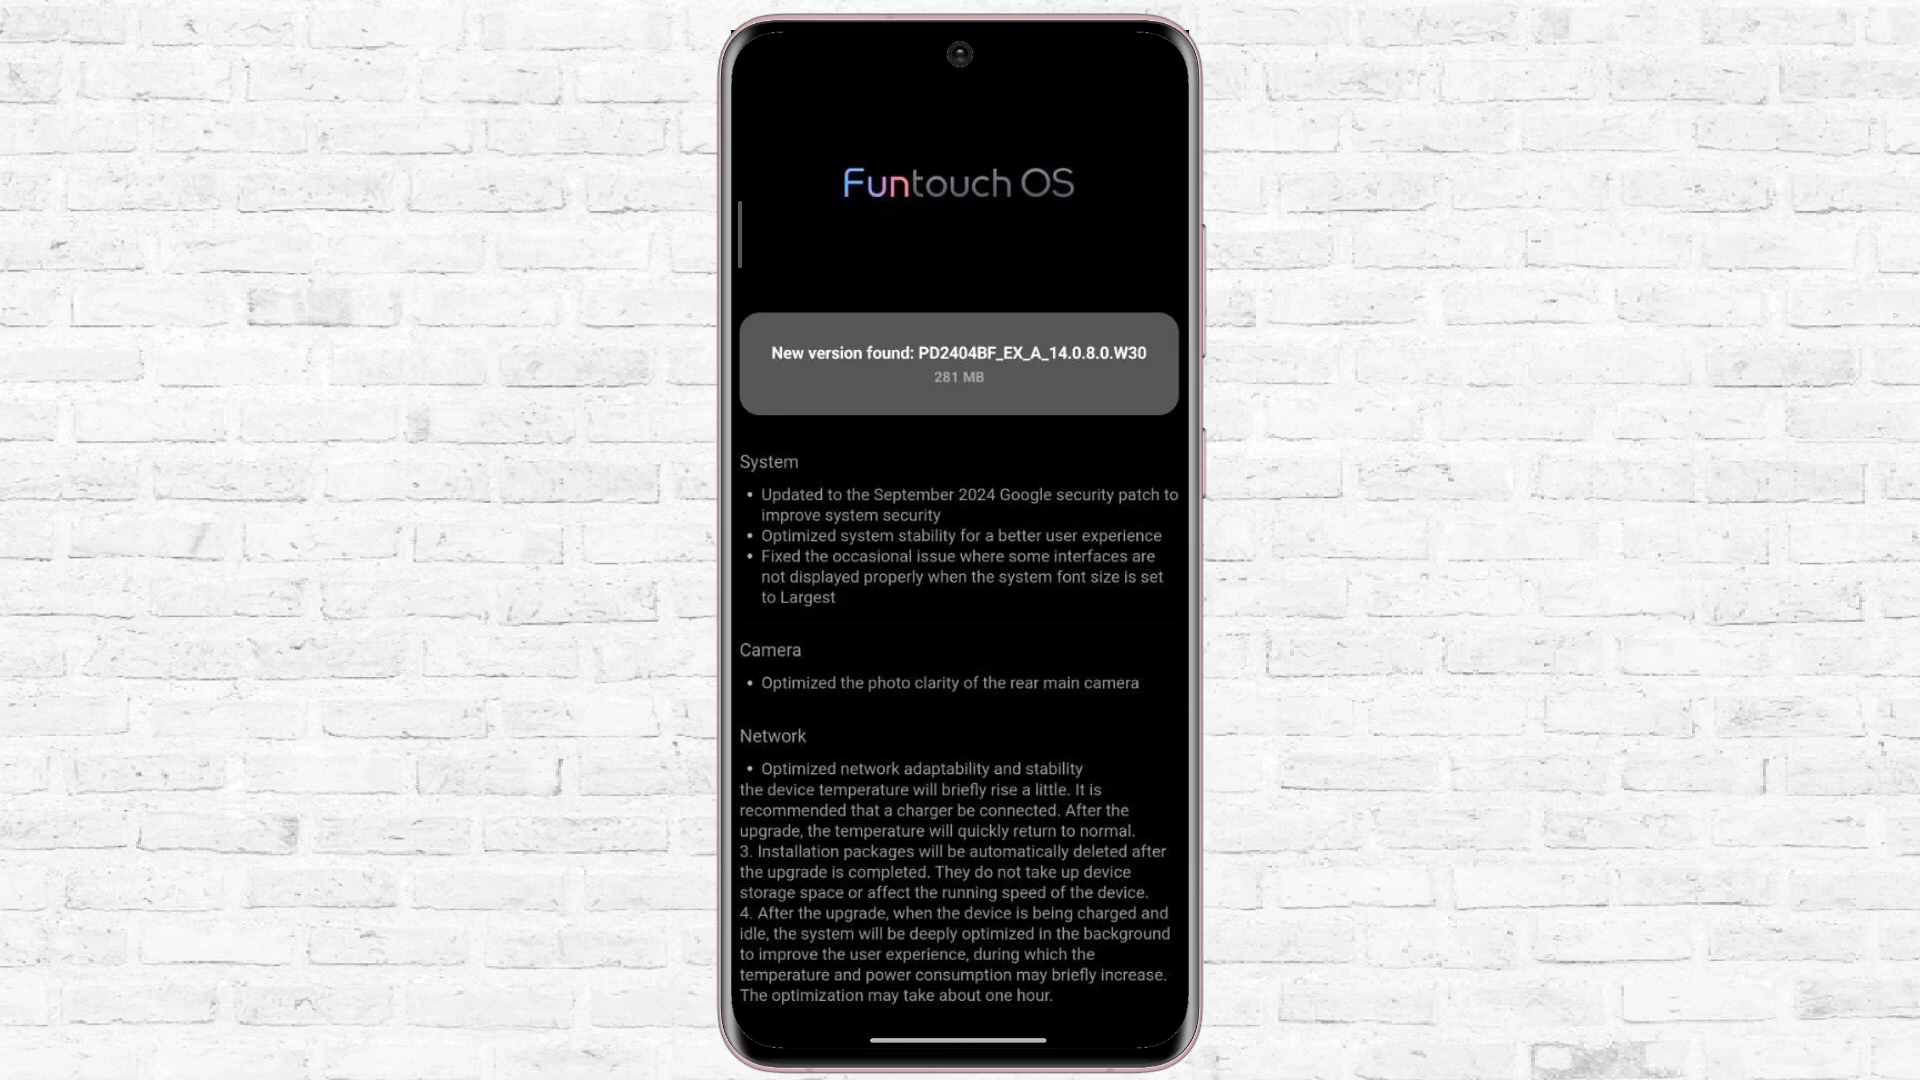 Funtouch OS
New version found: PD2404BF_EX_A_14.0.8.0.W30
281 MB
System
• Updated to the September 2024 Google security patch to
improve system security
• Optimized system stability for a better user experience
• Fixed the occasional issue where some interfaces are
not displayed properly when the system font size is set
to Largest
Camera
• Optimized the photo clarity of the rear main camera
Network
• Optimized network adaptability and stability
the device temperature will briefly rise a little. It is
recommended that a charger be connected. After the
upgrade, the temperature will quickly return to normal.
3. Installation packages will be automatically deleted after
the upgrade is completed. They do not take up device
storage space or affect the running speed of the device.
4. After the upgrade, when the device is being charged and
idle, the system will be deeply optimized in the background
to improve the user experience, during which the
temperature and power consumption may briefly increase.
The optimization may take about one hour.